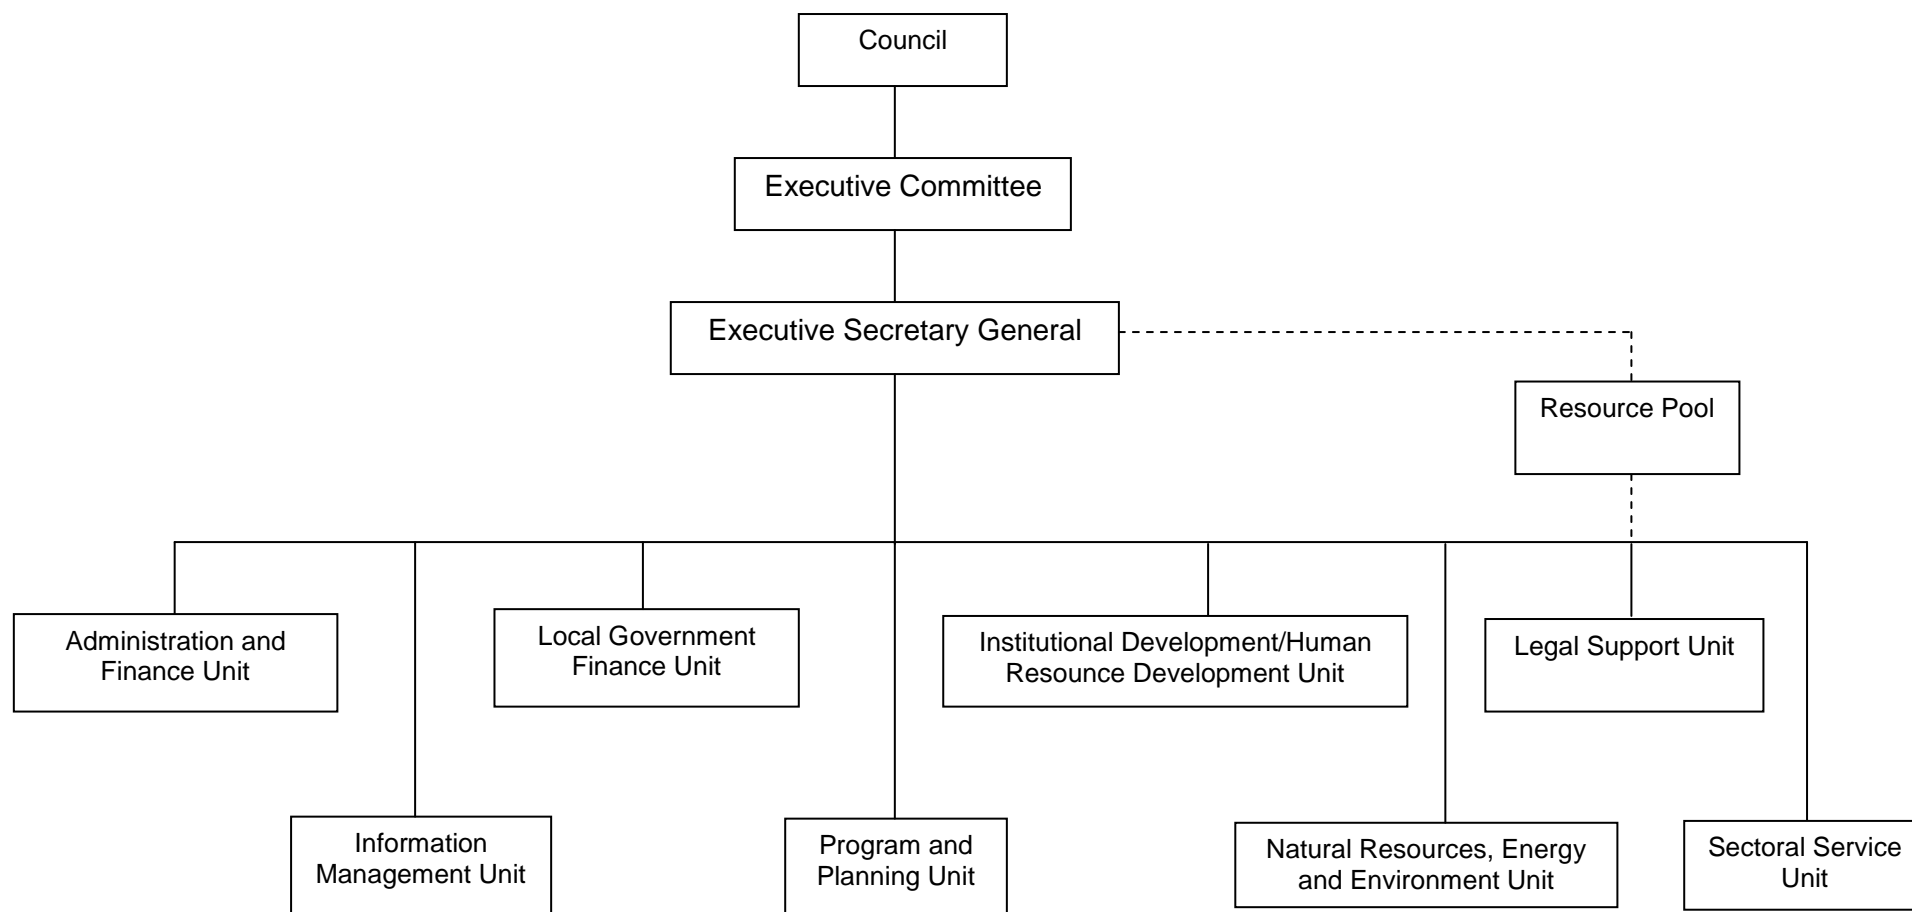 Council
Executive Committee
Executive Secretary General
Resource Pool
Administration and
Finance Unit
Local Government
Finance Unit
Institutional Development/Human
Resounce Development Unit
Legal Support Unit
Information
Management Unit
Program and
Planning Unit
Natural Resources, Energy
and Environment Unit
Sectoral Service
Unit